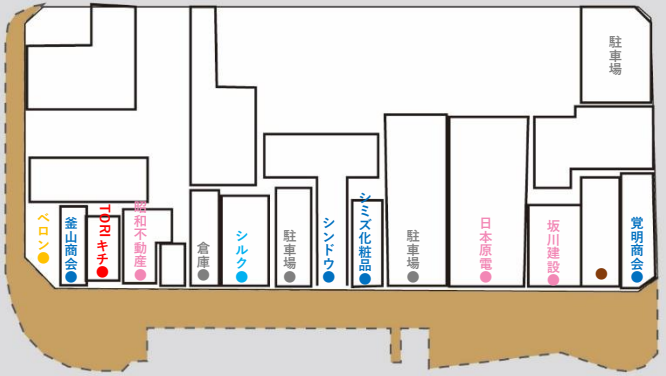 駐車場
ベロン
釜山商会
TORIキチ
昭和不動産
倉庫
シルク
駐車場
シンドウ
シミズ化粧品
駐車場
日本原電
坂川建設
覚明商会